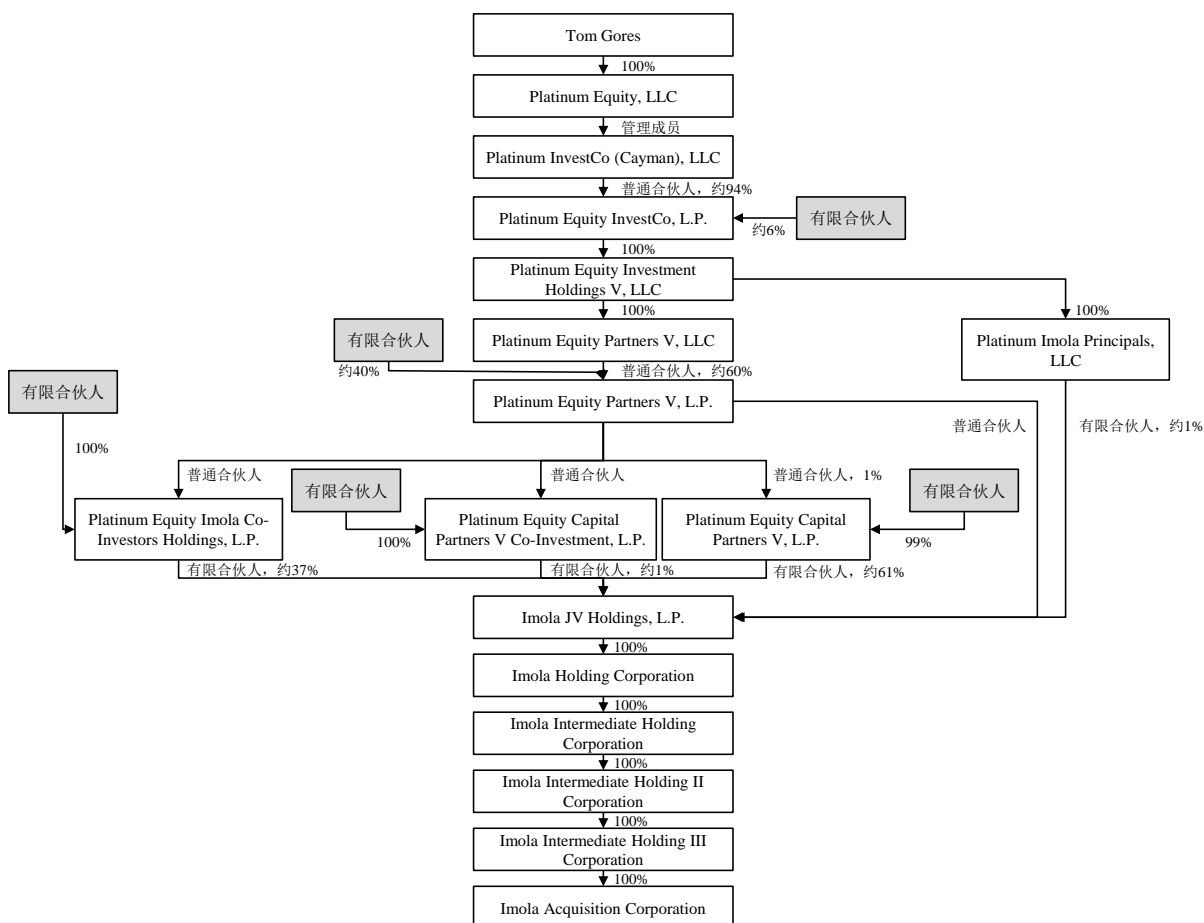 Tom Gores
100%
Platinum Equity, LLC
管理成员
Platinum InvestCo (Cayman), LLC
普通合伙人，约94%
Platinum Equity InvestCo, L.P.
有限合伙人
约6%
100%
Platinum Equity Investment
Holdings V, LLC
100%
100%
有限合伙人
约40%
Platinum Equity Partners V, LLC
Platinum Imola Principals,
LLC
普通合伙人，约60%
有限合伙人
Platinum Equity Partners V, L.P.
普通合伙人
有限合伙人，约1%
100%
普通合伙人
普通合伙人
普通合伙人，1%
有限合伙人
有限合伙人
Platinum Equity Imola Co-
Investors Holdings, L.P.
100%
Platinum Equity Capital
Partners V Co-Investment, L.P.
Platinum Equity Capital
Partners V, L.P.
99%
有限合伙人，约37%
有限合伙人，约1%
有限合伙人，约61%
Imola JV Holdings, L.P.
100%
Imola Holding Corporation
100%
Imola Intermediate Holding
Corporation
100%
Imola Intermediate Holding II
Corporation
100%
Imola Intermediate Holding III
Corporation
100%
Imola Acquisition Corporation